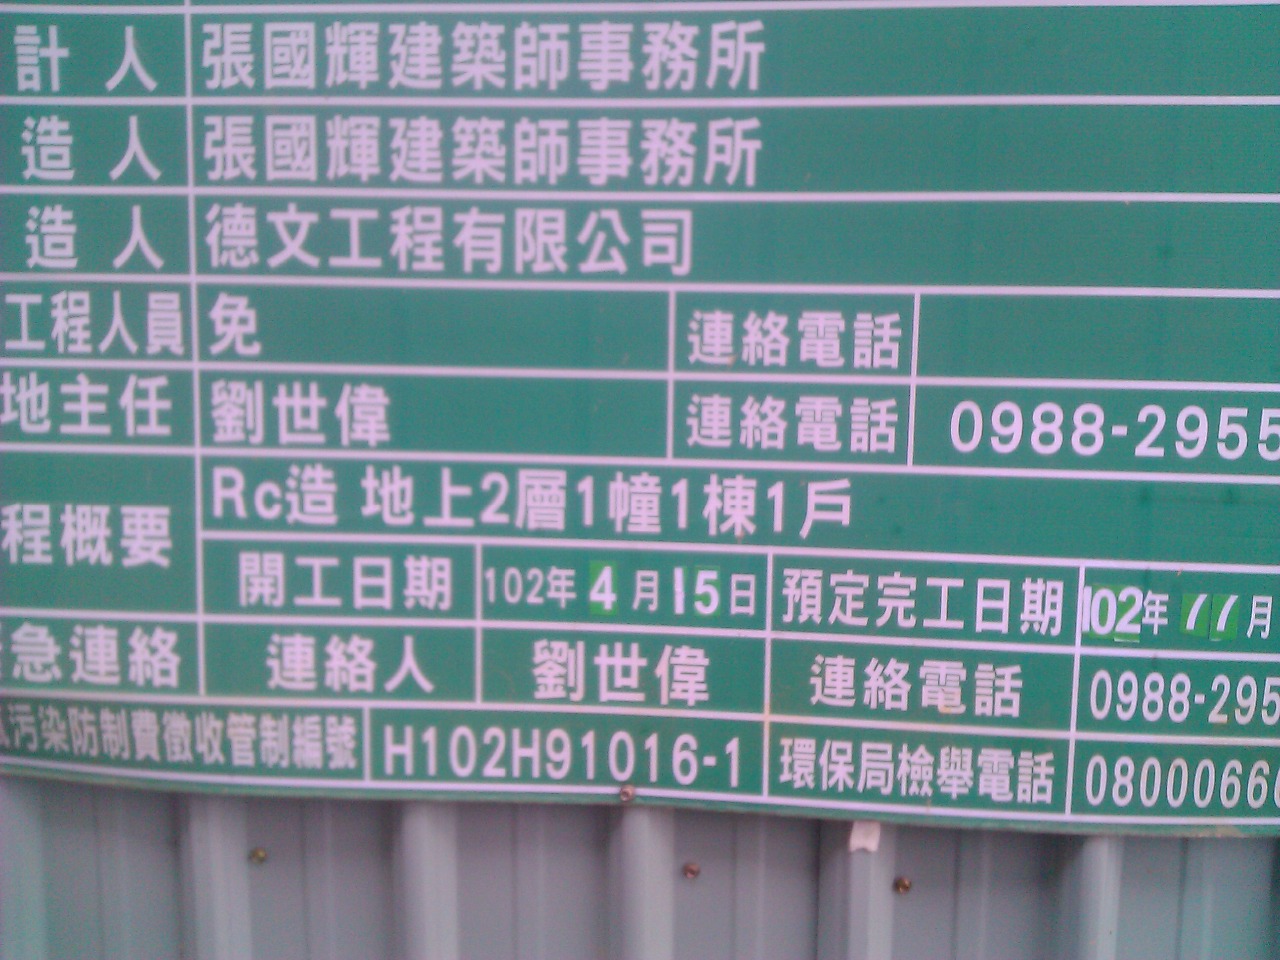 計 人 張國輝建築師事務所
造 人 張國輝建築師事務所
造 人 德文工程有限公司
工程人員 免 連絡電話
地主任 劉世偉 連絡電話 0988-2955
程概要 Rc造 地上2層1幢1棟1戶
開工日期 102年 4 月 15 日 預定完工日期 102年 11 月
急連絡 連絡人 劉世偉 連絡電話 0988-295
污染防制費徵收管制編號 H102H91016-1 環保局檢舉電話 0800066